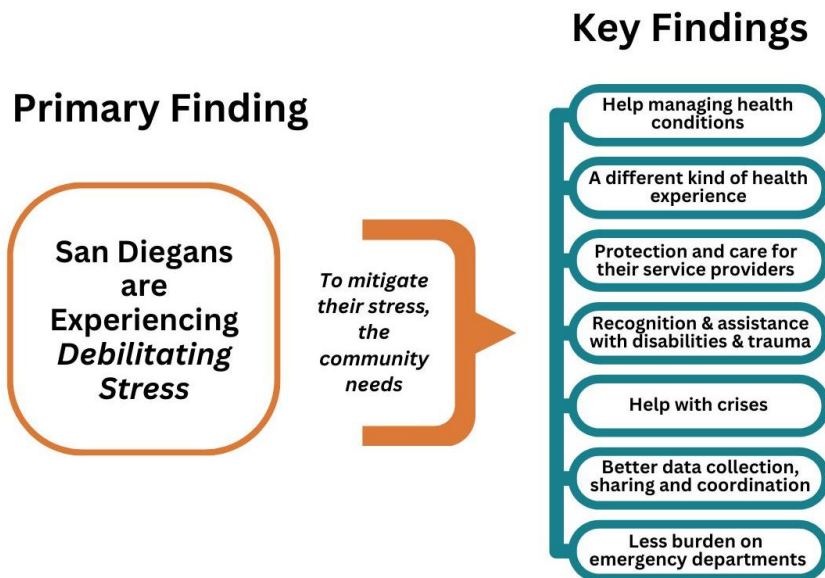 Primary Finding
San Diegans
are
Experiencing
Debilitating
Stress
To mitigate
their stress,
the
community
needs
Key Findings
Help managing health
conditions
A different kind of health
experience
Protection and care for
their service providers
Recognition & assistance
with disabilities & trauma
Help with crises
Better data collection,
sharing and coordination
Less burden on
emergency departments